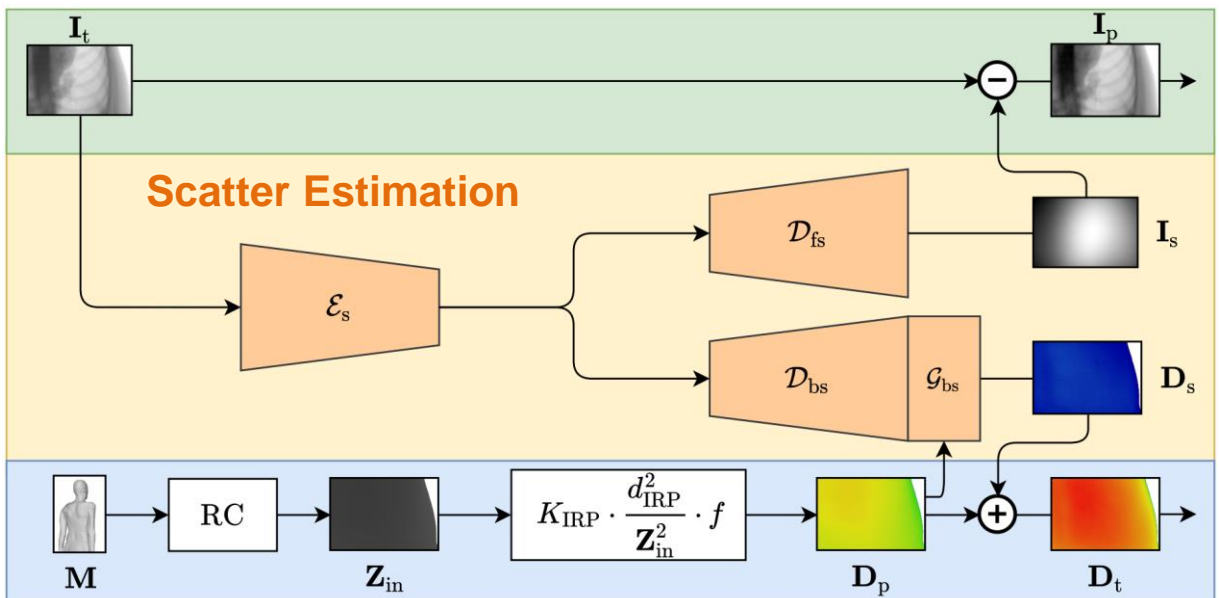 I_t
I_p
Scatter Estimation
D_fs
I_s
E_s
D_bs
G_bs
D_s
RC
K_IRP · d²_IRP / Z²_in · f
M
Z_in
D_p
D_t